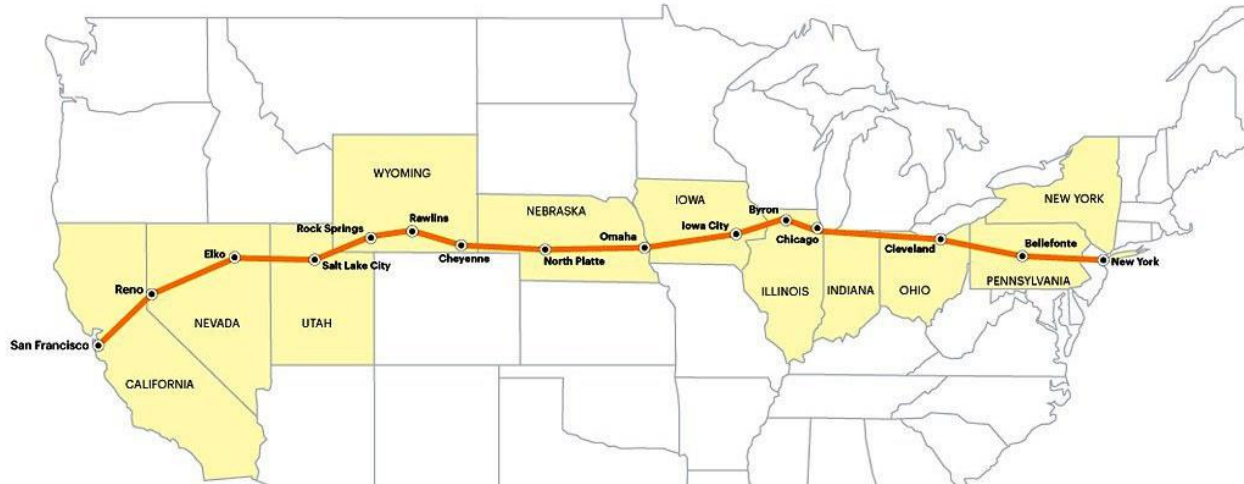 WYOMING
NEW YORK
NEBRASKA
IOWA
Rawlins
Rock Springs
Byron
Iowa City
Omaha
Chicago
Cleveland
Bellefonte
Elko
Salt Lake City
Cheyenne
North Platte
New York
Reno
ILLINOIS
INDIANA
OHIO
PENNSYLVANIA
NEVADA
UTAH
San Francisco
CALIFORNIA